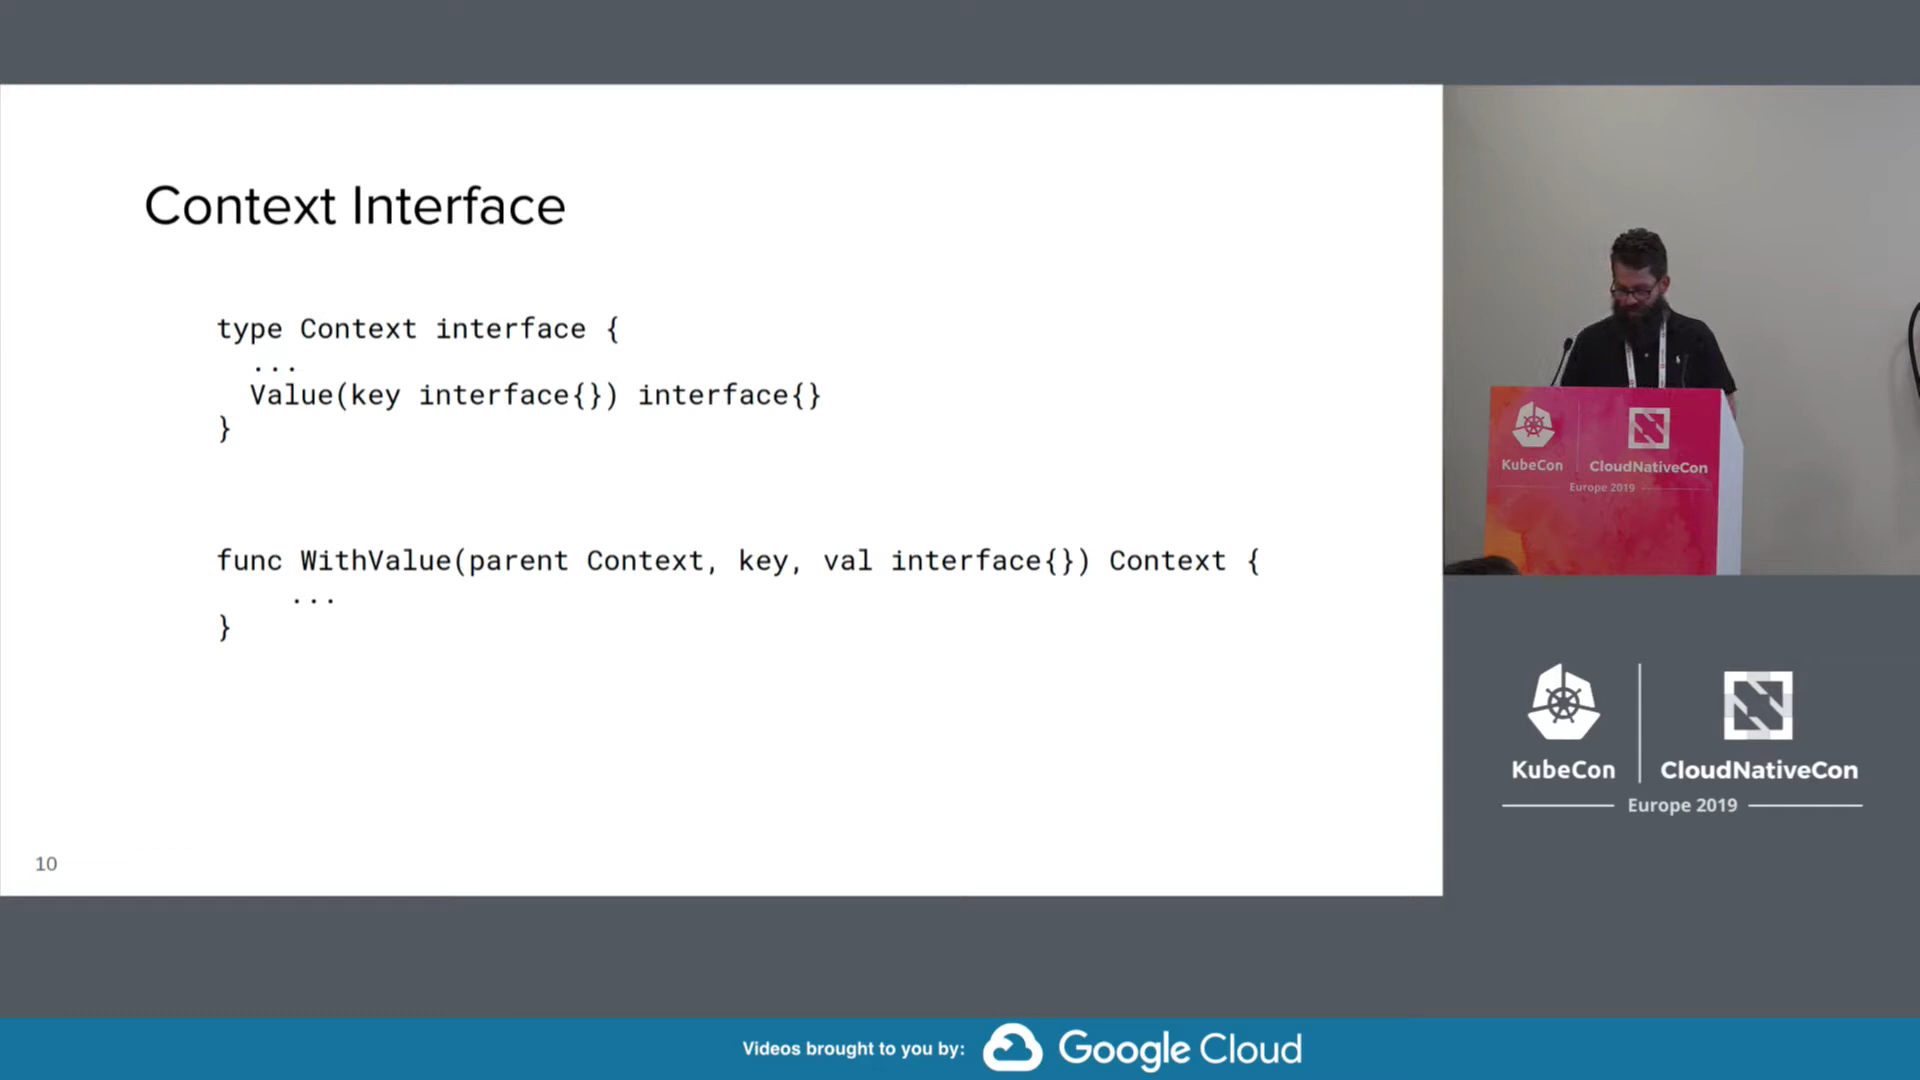 Context Interface
type Context interface {
...
Value(key interface{}) interface{}
}
func WithValue(parent Context, key, val interface{}) Context {
...
}
10
KubeCon
CloudNativeCon
Europe 2019
KubeCon
CloudNativeCon
Europe 2019
Videos brought to you by:
Google Cloud